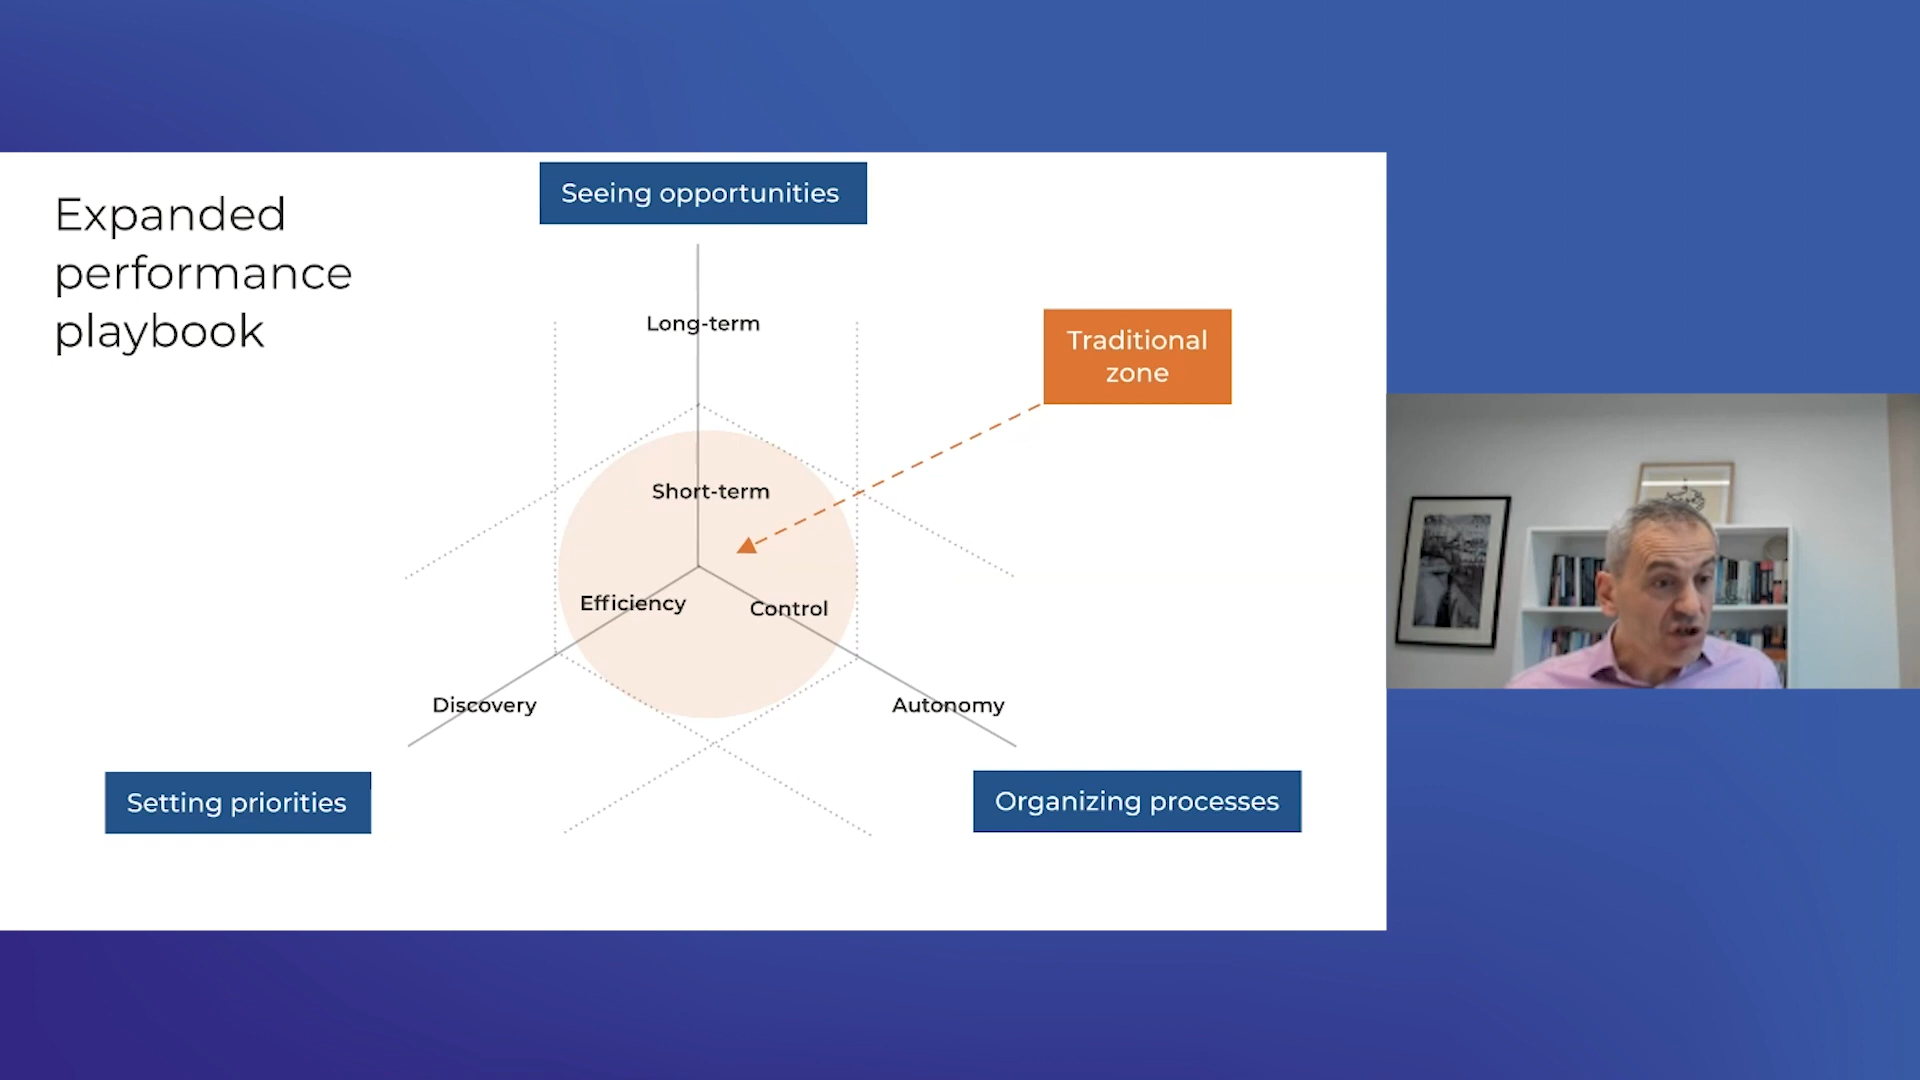 Expanded
performance
playbook
Seeing opportunities
Long-term
Traditional
zone
Short-term
Efficiency
Control
Discovery
Autonomy
Setting priorities
Organizing processes